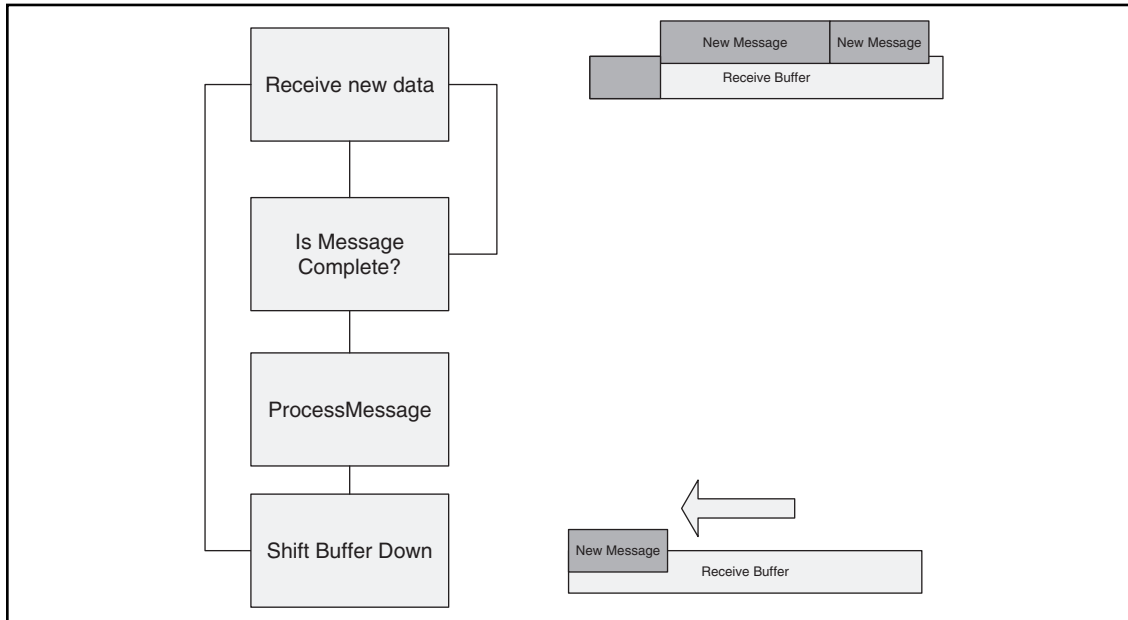 Receive new data
Is Message
Complete?
ProcessMessage
Shift Buffer Down
New Message
New Message
Receive Buffer
New Message
Receive Buffer